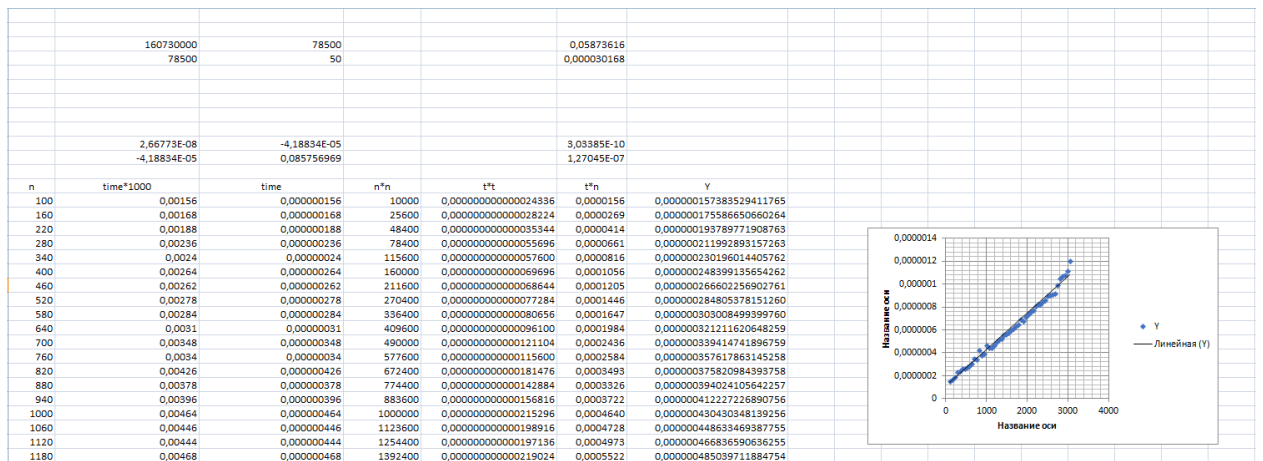 160730000 78500 0,05873616
78500 50 0,000030168
2,66773E-08 -4,18834E-05 3,03385E-10
-4,18834E-05 0,085756969 1,27045E-07
n time*1000 time n*n t*t t*n Y
100 0,00156 0,000000156 10000 0,000000000000024336 0,0000156 0,000000157383529411765
160 0,00168 0,000000168 25600 0,000000000000028224 0,0000269 0,000000175586650660264
220 0,00188 0,000000188 48400 0,000000000000035344 0,0000414 0,000000193789771908763
280 0,00236 0,000000236 78400 0,000000000000055696 0,0000661 0,000000211992893157263
340 0,0024 0,00000024 115600 0,000000000000057600 0,0000816 0,000000230196014405762
400 0,00264 0,000000264 160000 0,000000000000069696 0,0001056 0,000000248399135654262
460 0,00262 0,000000262 211600 0,000000000000068644 0,0001205 0,000000266602256902761
520 0,00278 0,000000278 270400 0,000000000000077284 0,0001446 0,000000284805378151260
580 0,00284 0,000000284 336400 0,000000000000080656 0,0001647 0,000000303008499399760
640 0,0031 0,00000031 409600 0,000000000000096100 0,0001984 0,000000321211620648259
700 0,00348 0,000000348 490000 0,000000000000121104 0,0002436 0,000000339414741896759
760 0,0034 0,00000034 577600 0,000000000000115600 0,0002584 0,000000357617863145258
820 0,00426 0,000000426 672400 0,000000000000181476 0,0003493 0,000000375820984393758
880 0,00378 0,000000378 774400 0,000000000000142884 0,0003326 0,000000394024105642257
940 0,00396 0,000000396 883600 0,000000000000156816 0,0003722 0,000000412227226890756
1000 0,00464 0,000000464 1000000 0,000000000000215296 0,0004640 0,000000430430348139256
1060 0,00446 0,000000446 1123600 0,000000000000198916 0,0004728 0,000000448633469387755
1120 0,00444 0,000000444 1254400 0,000000000000197136 0,0004973 0,000000466836590636255
1180 0,00468 0,000000468 1392400 0,000000000000219024 0,0005522 0,000000485039711884754
0,0000014
0,0000012
0,000001
0,0000008
0,0000006
0,0000004
0,0000002
0
Название оси
0 1000 2000 3000 4000
Название оси
Y
Линейная (Y)